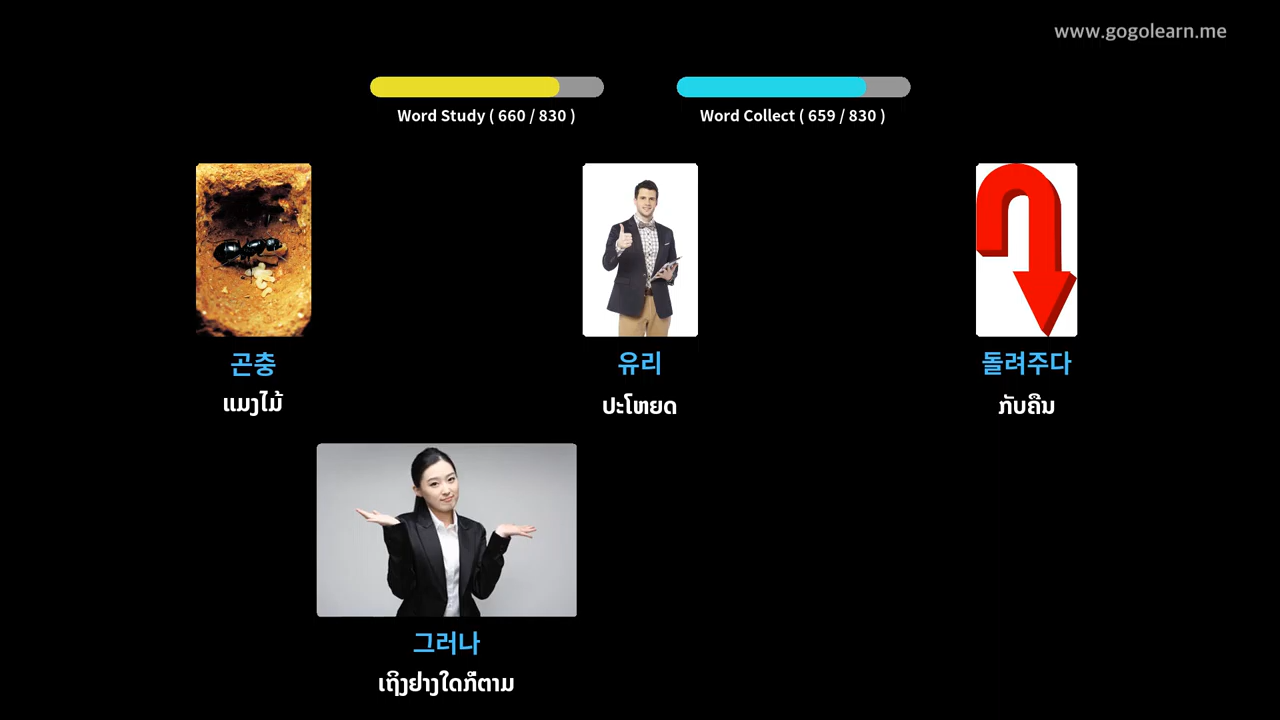 www.gogolearn.me
Word Study ( 660 / 830 )
Word Collect ( 659 / 830 )
곤충
ແມງໄມ້
유리
ປະໂຫຍດ
돌려주다
ກັບຄືນ
그러나
ເຖິງຢ່າງໃດກໍ່ຕາມ